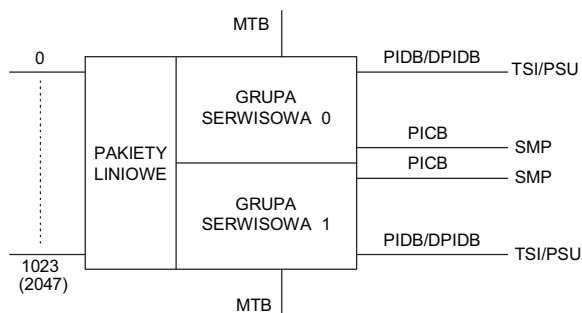 MTB
0
PIDB/DPIDB
TSI/PSU
GRUPA
SERWISOWA 0
PICB
SMP
PAKIETY
LINIOWE
PICB
SMP
GRUPA
SERWISOWA 1
PIDB/DPIDB
TSI/PSU
1023
(2047)
MTB